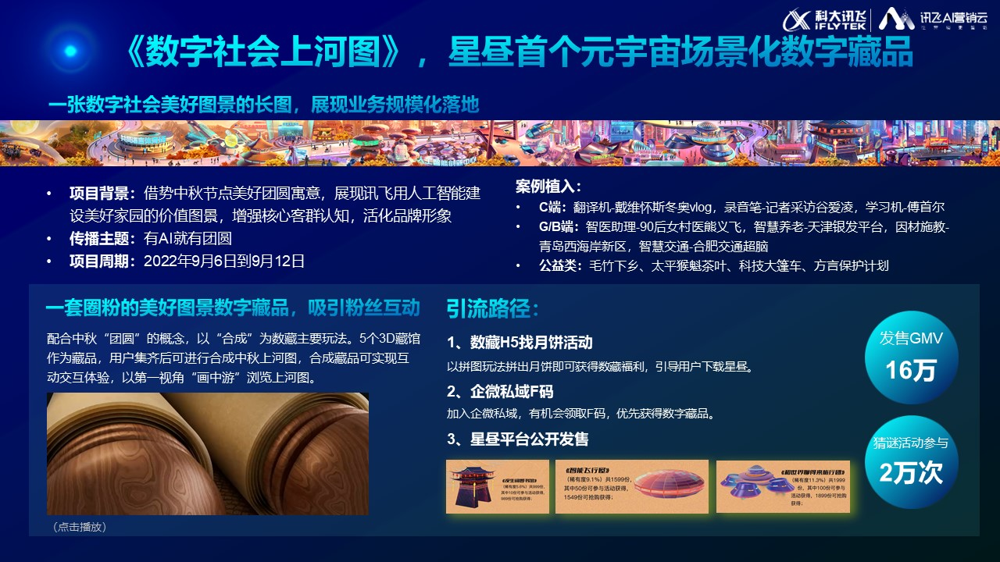 科大讯飞
iFLYTEK
讯飞AI营销云
《数字社会上河图》，星昼首个元宇宙场景化数字藏品
一张数字社会美好图景的长图，展现业务规模化落地
• 项目背景：借势中秋节点美好团圆寓意，展现讯飞用人工智能建
设美好家园的价值图景，增强核心客群认知，活化品牌形象
• 传播主题：有AI就有团圆
• 项目周期：2022年9月6日到9月12日
案例植入：
• C端：翻译机-戴维怀斯冬奥vlog，录音笔-记者采访谷爱凌，学习机-傅首尔
• G/B端：智医助理-90后女村医熊义飞，智慧养老-天津银发平台，因材施教-
青岛西海岸新区，智慧交通-合肥交通超脑
• 公益类：毛竹下乡、太平猴魁茶叶、科技大篷车、方言保护计划
一套圈粉的美好图景数字藏品，吸引粉丝互动
配合中秋“团圆”的概念，以“合成”为数藏主要玩法。5个3D藏馆
作为藏品，用户集齐后可进行合成中秋上河图，合成藏品可实现互
动交互体验，以第一视角“画中游”浏览上河图。
（点击播放）
引流路径：
1、数藏H5找月饼活动
以拼图玩法拼出月饼即可获得数藏福利，引导用户下载星昼。
2、企微私域F码
加入企微私域，有机会领取F码，优先获得数字藏品。
3、星昼平台公开发售
（稀有度5.8%）共999份，
其中10份可参与活动获得，
989份可抢购获得；
《智能飞行屋》
（稀有度9.1%）共1599份，
其中50份可参与活动获得，
1549份可抢购获得；
《和世界聊得来旅行团》
（稀有度11.3%）共1999
份，其中100份可参与
活动获得，1899份可抢购
获得；
发售GMV
16万
猜谜活动参与
2万次